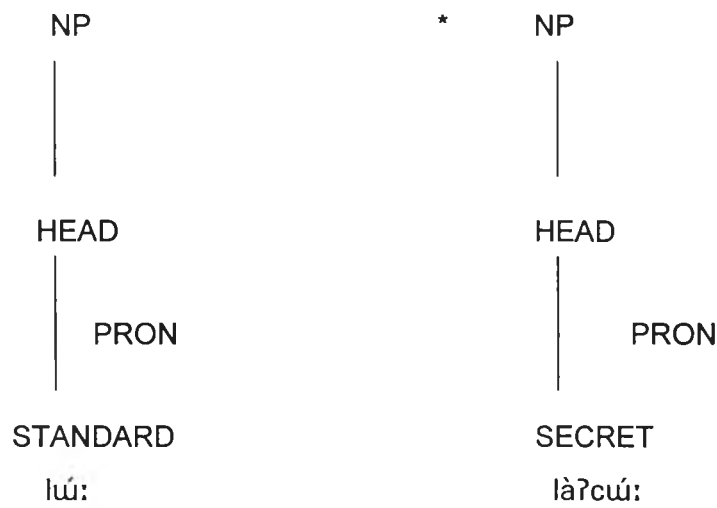 NP * NP
HEAD HEAD
PRON PRON
STANDARD SECRET
lɯ́ː làʔcɯ́ː